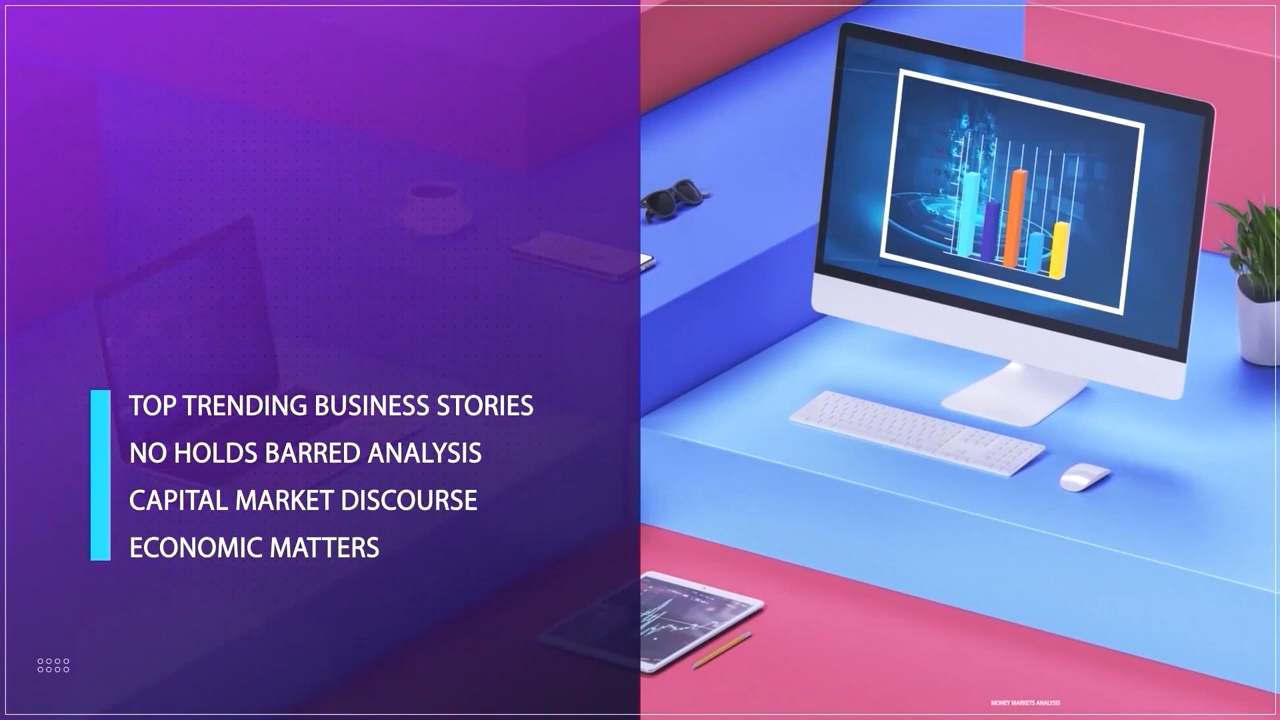 TOP TRENDING BUSINESS STORIES
NO HOLDS BARRED ANALYSIS
CAPITAL MARKET DISCOURSE
ECONOMIC MATTERS
MONEY MARKETS ANALYSIS